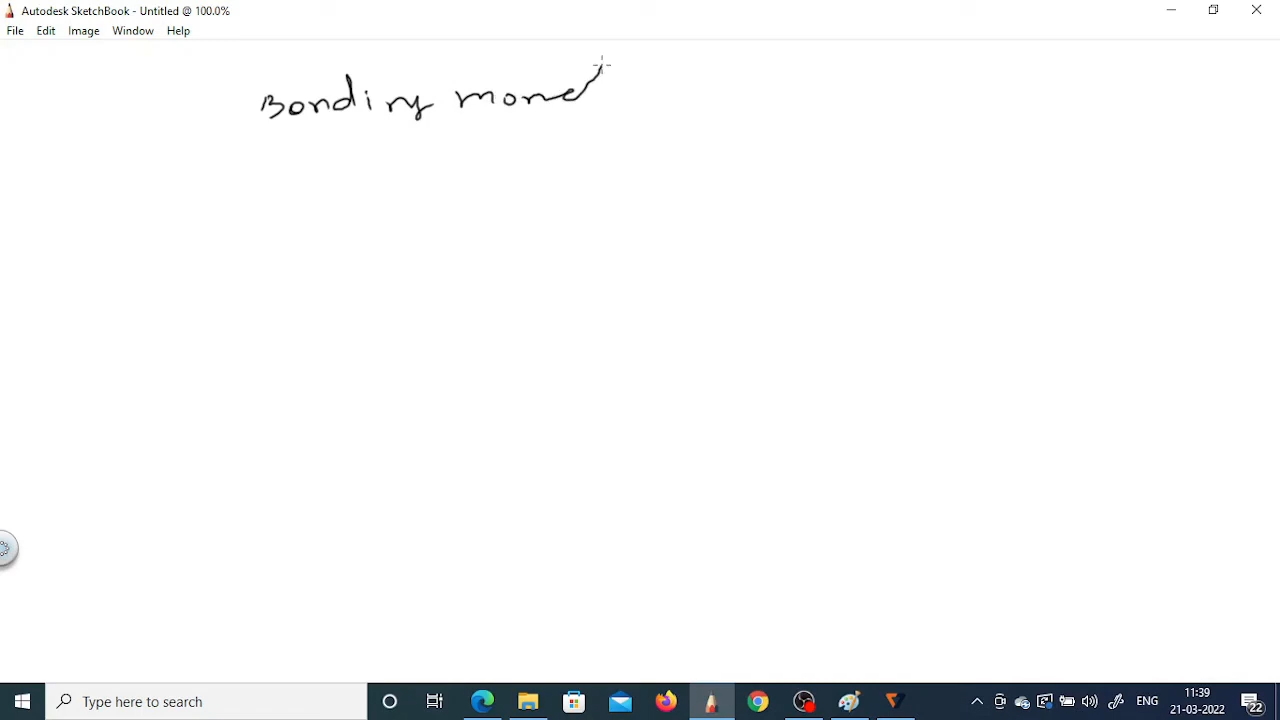 Autodesk SketchBook - Untitled @ 100.0%
File Edit Image Window Help
Bonding
Type here to search
ENG
11:39
21-03-2022
22